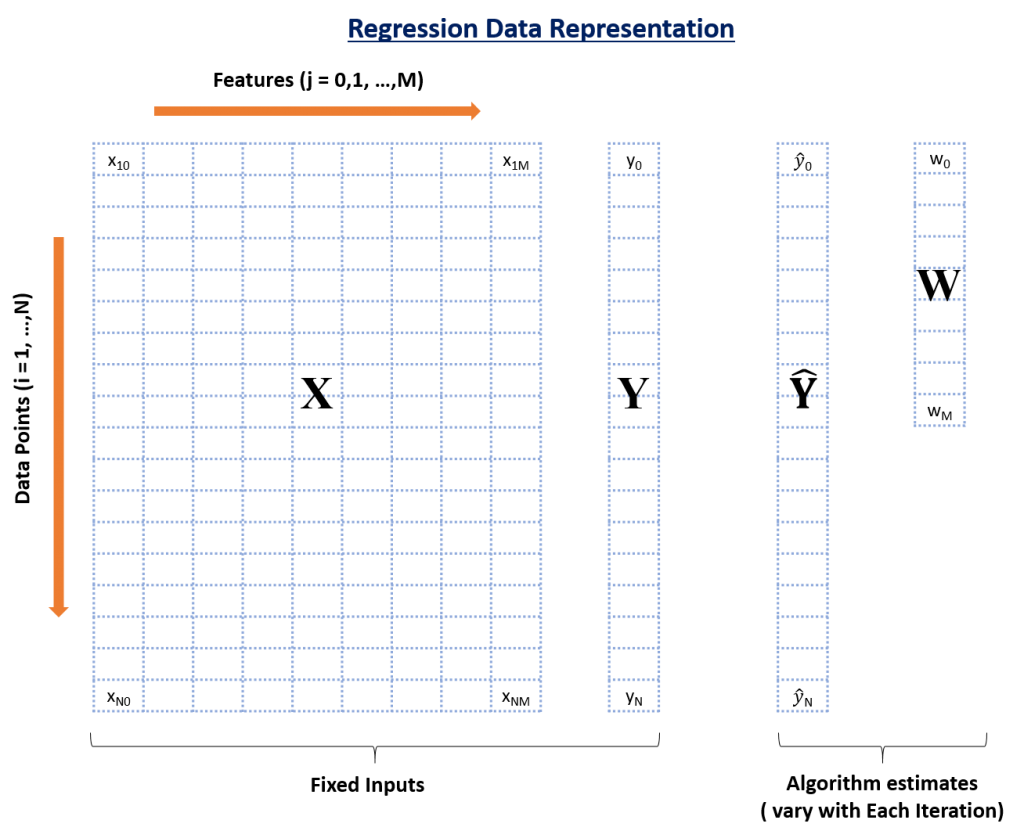 Regression Data Representation
Features (j = 0,1, …,M)
x₁₀ x₁M y₀ ŷ₀ w₀
Data Points (i = 1, …,N)
W
X Y Ŷ
wM
xN₀ xNM yN ŷN
Fixed Inputs
Algorithm estimates
( vary with Each Iteration)